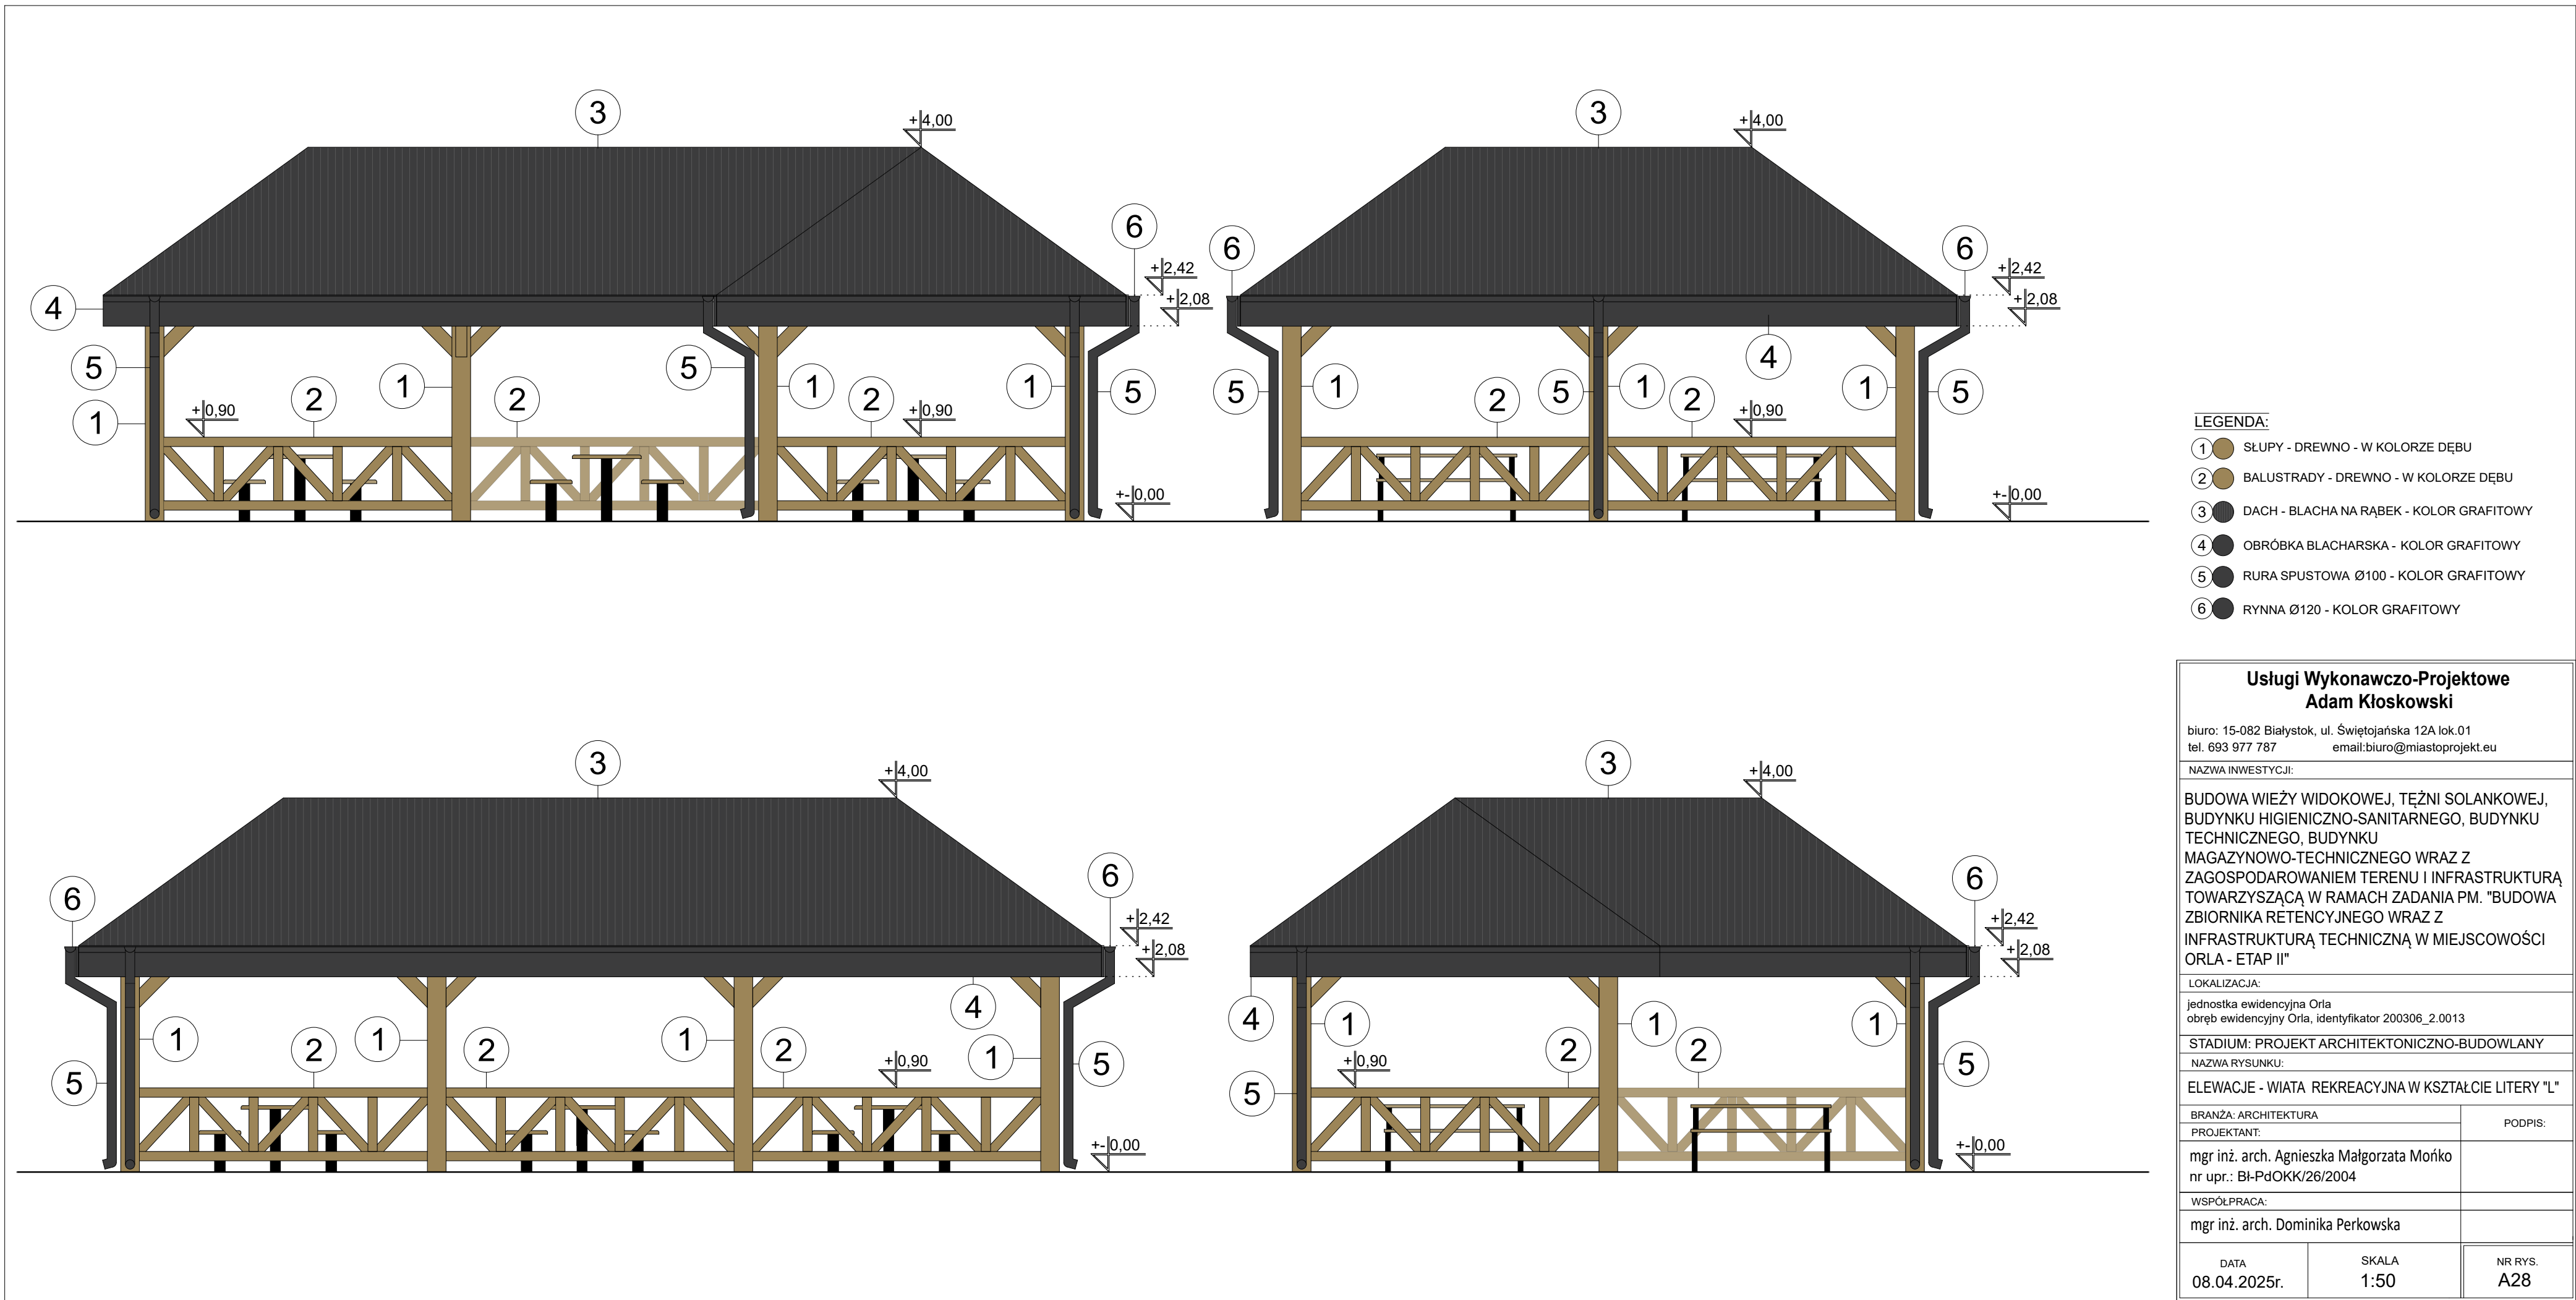 3
+4,00
6
+2,42
+2,08
4
5
1
5
1
1
5
1
+0,90
2
2
2
+0,90
+-0,00
3
+4,00
6
6
+2,42
+2,08
4
5
1
2
5
1
2
+0,90
1
5
+-0,00
3
+4,00
6
6
+2,42
+2,08
4
1
1
1
1
2
2
2
+0,90
5
5
+-0,00
3
+4,00
6
+2,42
+2,08
4
1
1
1
5
+0,90
2
2
5
+-0,00
LEGENDA:
1 SŁUPY - DREWNO - W KOLORZE DĘBU
2 BALUSTRADY - DREWNO - W KOLORZE DĘBU
3 DACH - BLACHA NA RĄBEK - KOLOR GRAFITOWY
4 OBRÓBKA BLACHARSKA - KOLOR GRAFITOWY
5 RURA SPUSTOWA Ø100 - KOLOR GRAFITOWY
6 RYNNA Ø120 - KOLOR GRAFITOWY
Usługi Wykonawczo-Projektowe
Adam Kłoskowski
biuro: 15-082 Białystok, ul. Świętojańska 12A lok.01
tel. 693 977 787 email:biuro@miastoprojekt.eu
NAZWA INWESTYCJI:
BUDOWA WIEŻY WIDOKOWEJ, TĘŻNI SOLANKOWEJ,
BUDYNKU HIGIENICZNO-SANITARNEGO, BUDYNKU
TECHNICZNEGO, BUDYNKU
MAGAZYNOWO-TECHNICZNEGO WRAZ Z
ZAGOSPODAROWANIEM TERENU I INFRASTRUKTURĄ
TOWARZYSZĄCĄ W RAMACH ZADANIA PM. "BUDOWA
ZBIORNIKA RETENCYJNEGO WRAZ Z
INFRASTRUKTURĄ TECHNICZNĄ W MIEJSCOWOŚCI
ORLA - ETAP II"
LOKALIZACJA:
jednostka ewidencyjna Orla
obręb ewidencyjny Orla, identyfikator 200306_2.0013
STADIUM: PROJEKT ARCHITEKTONICZNO-BUDOWLANY
NAZWA RYSUNKU:
ELEWACJE - WIATA REKREACYJNA W KSZTAŁCIE LITERY "L"
BRANŻA: ARCHITEKTURA
PODPIS:
PROJEKTANT:
mgr inż. arch. Agnieszka Małgorzata Mońko
nr upr.: Bł-PdOKK/26/2004
WSPÓŁPRACA:
mgr inż. arch. Dominika Perkowska
DATA SKALA NR RYS.
08.04.2025r. 1:50 A28